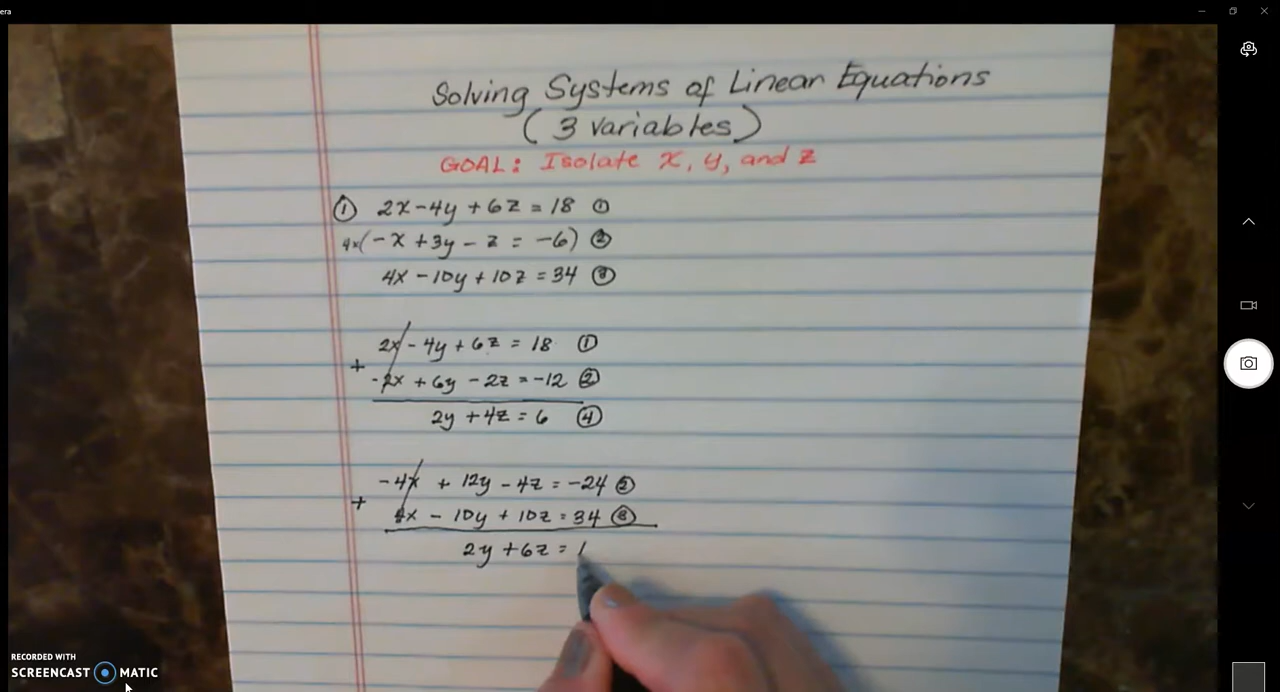 era
Solving Systems of Linear Equations
(3 variables)
GOAL: Isolate x, y, and z
① 2x - 4y + 6z = 18 ①
4x(-x + 3y - z = -6) ②
4x - 10y + 10z = 34 ③
2x - 4y + 6z = 18 ①
+
-2x + 6y - 2z = -12 ②
2y + 4z = 6 ④
-4x + 12y - 4z = -24 ②
+
4x - 10y + 10z = 34 ③
2y + 6z = 1
RECORDED WITH
SCREENCAST MATIC